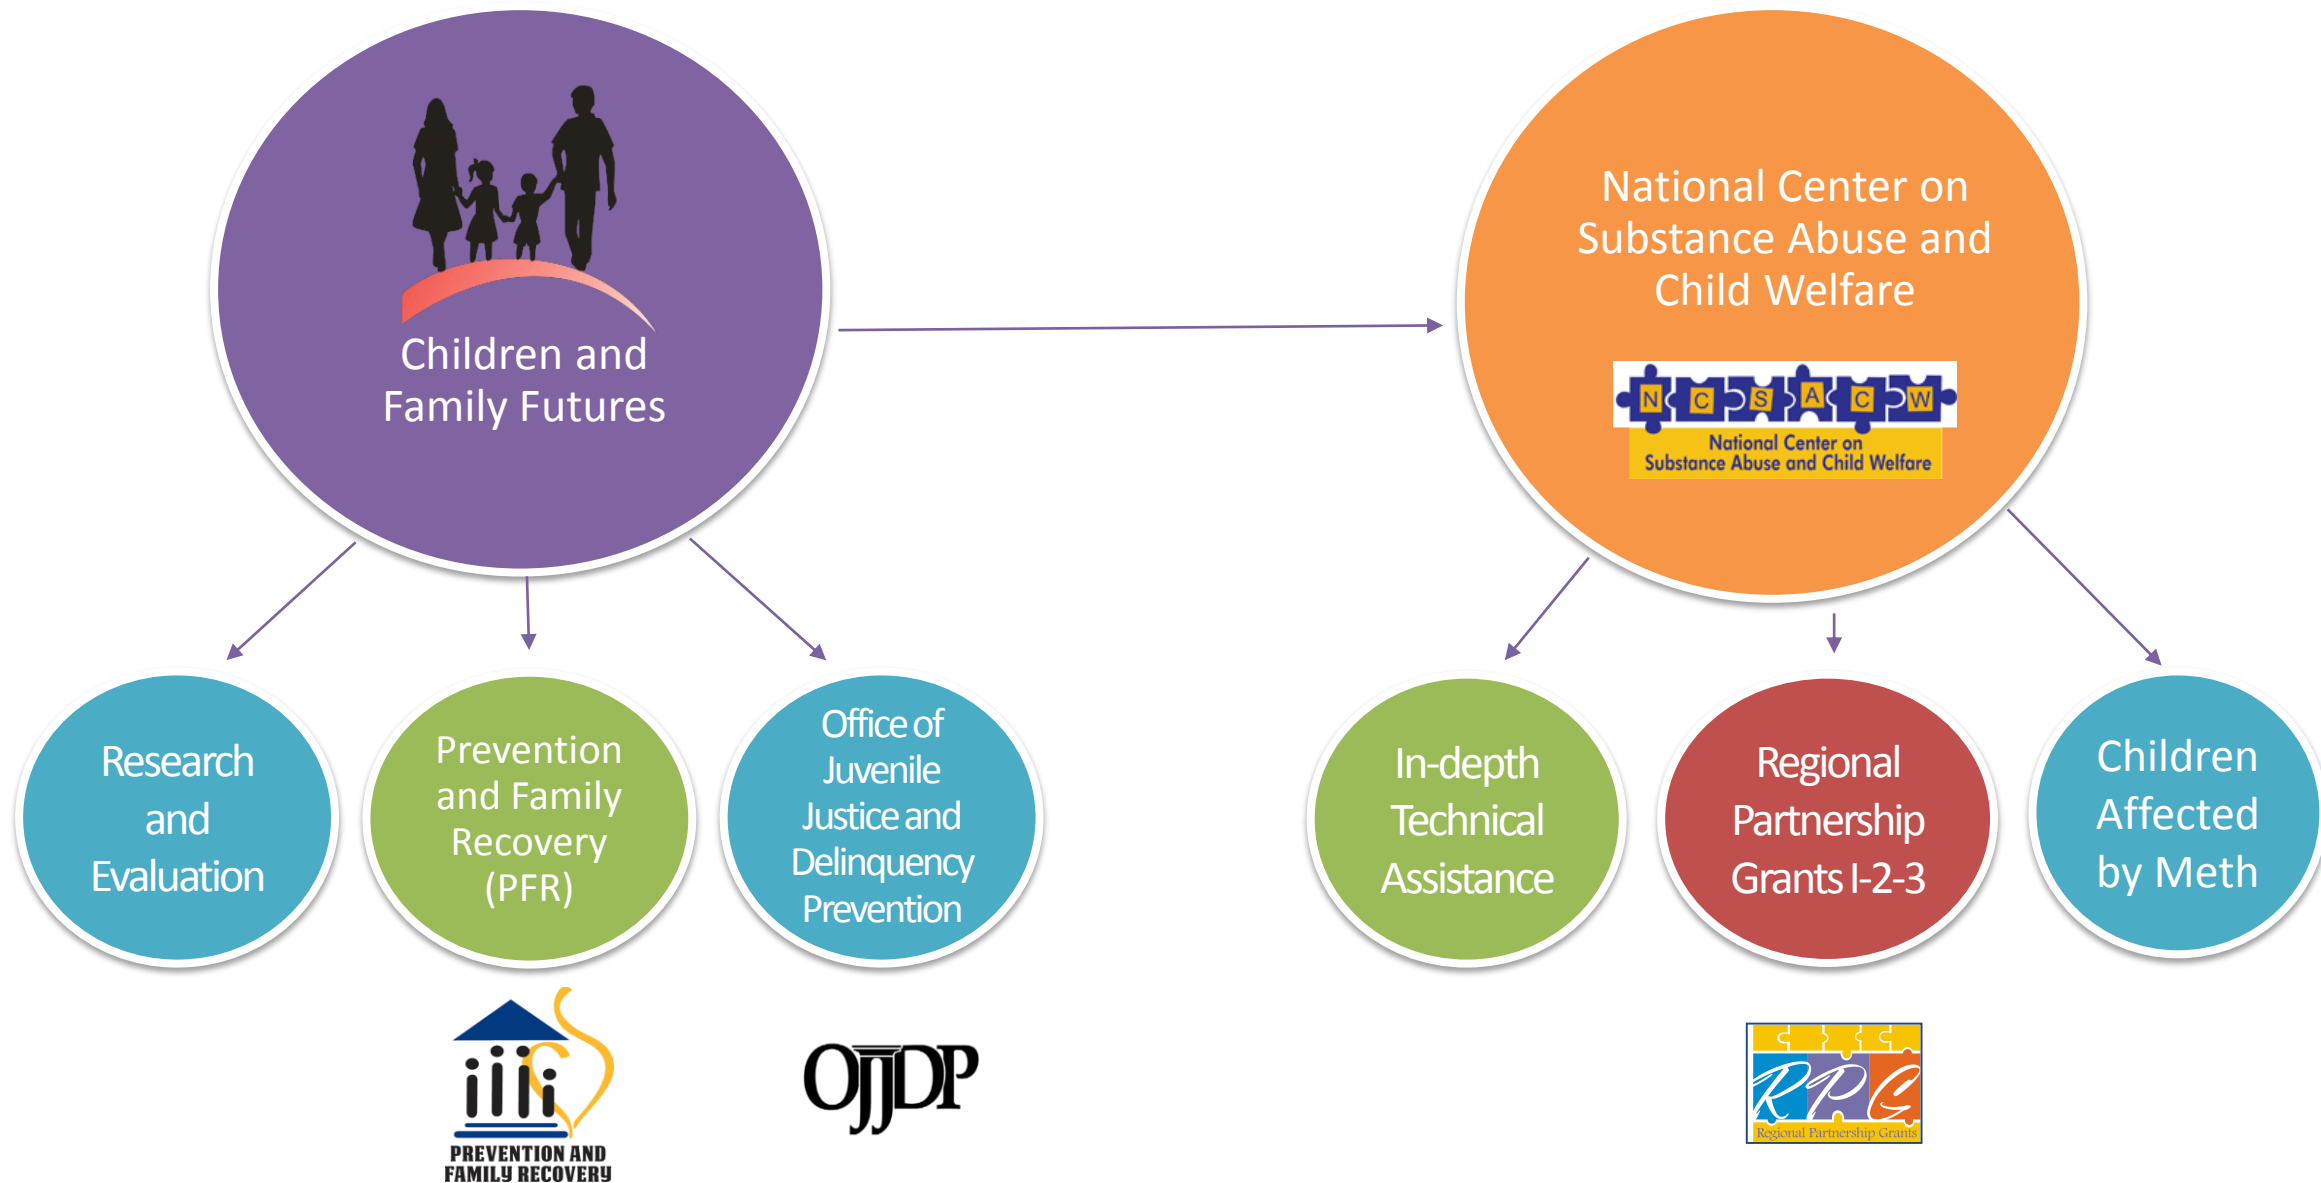 Children and
Family Futures
National Center on
Substance Abuse and
Child Welfare
N C S A C W
National Center on
Substance Abuse and Child Welfare
Research
and
Evaluation
Prevention
and Family
Recovery
(PFR)
Office of
Juvenile
Justice and
Delinquency
Prevention
In-depth
Technical
Assistance
Regional
Partnership
Grants I-2-3
Children
Affected
by Meth
PREVENTION AND
FAMILY RECOVERY
OJJDP
RPG
Regional Partnership Grants